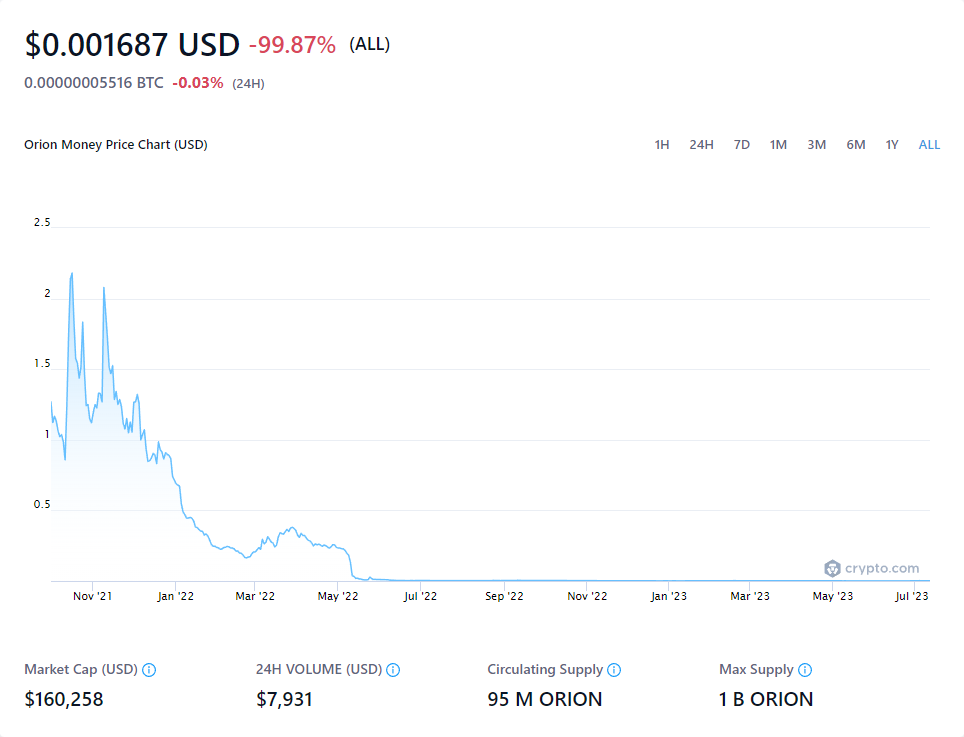 $0.001687 USD -99.87% (ALL)
0.00000005516 BTC -0.03% (24H)
Orion Money Price Chart (USD) 1H 24H 7D 1M 3M 6M 1Y ALL
2.5
2
1.5
1
0.5
crypto.com
Nov '21 Jan '22 Mar '22 May '22 Jul '22 Sep '22 Nov '22 Jan '23 Mar '23 May '23 Jul '23
Market Cap (USD) 24H VOLUME (USD) Circulating Supply Max Supply
$160,258 $7,931 95 M ORION 1 B ORION